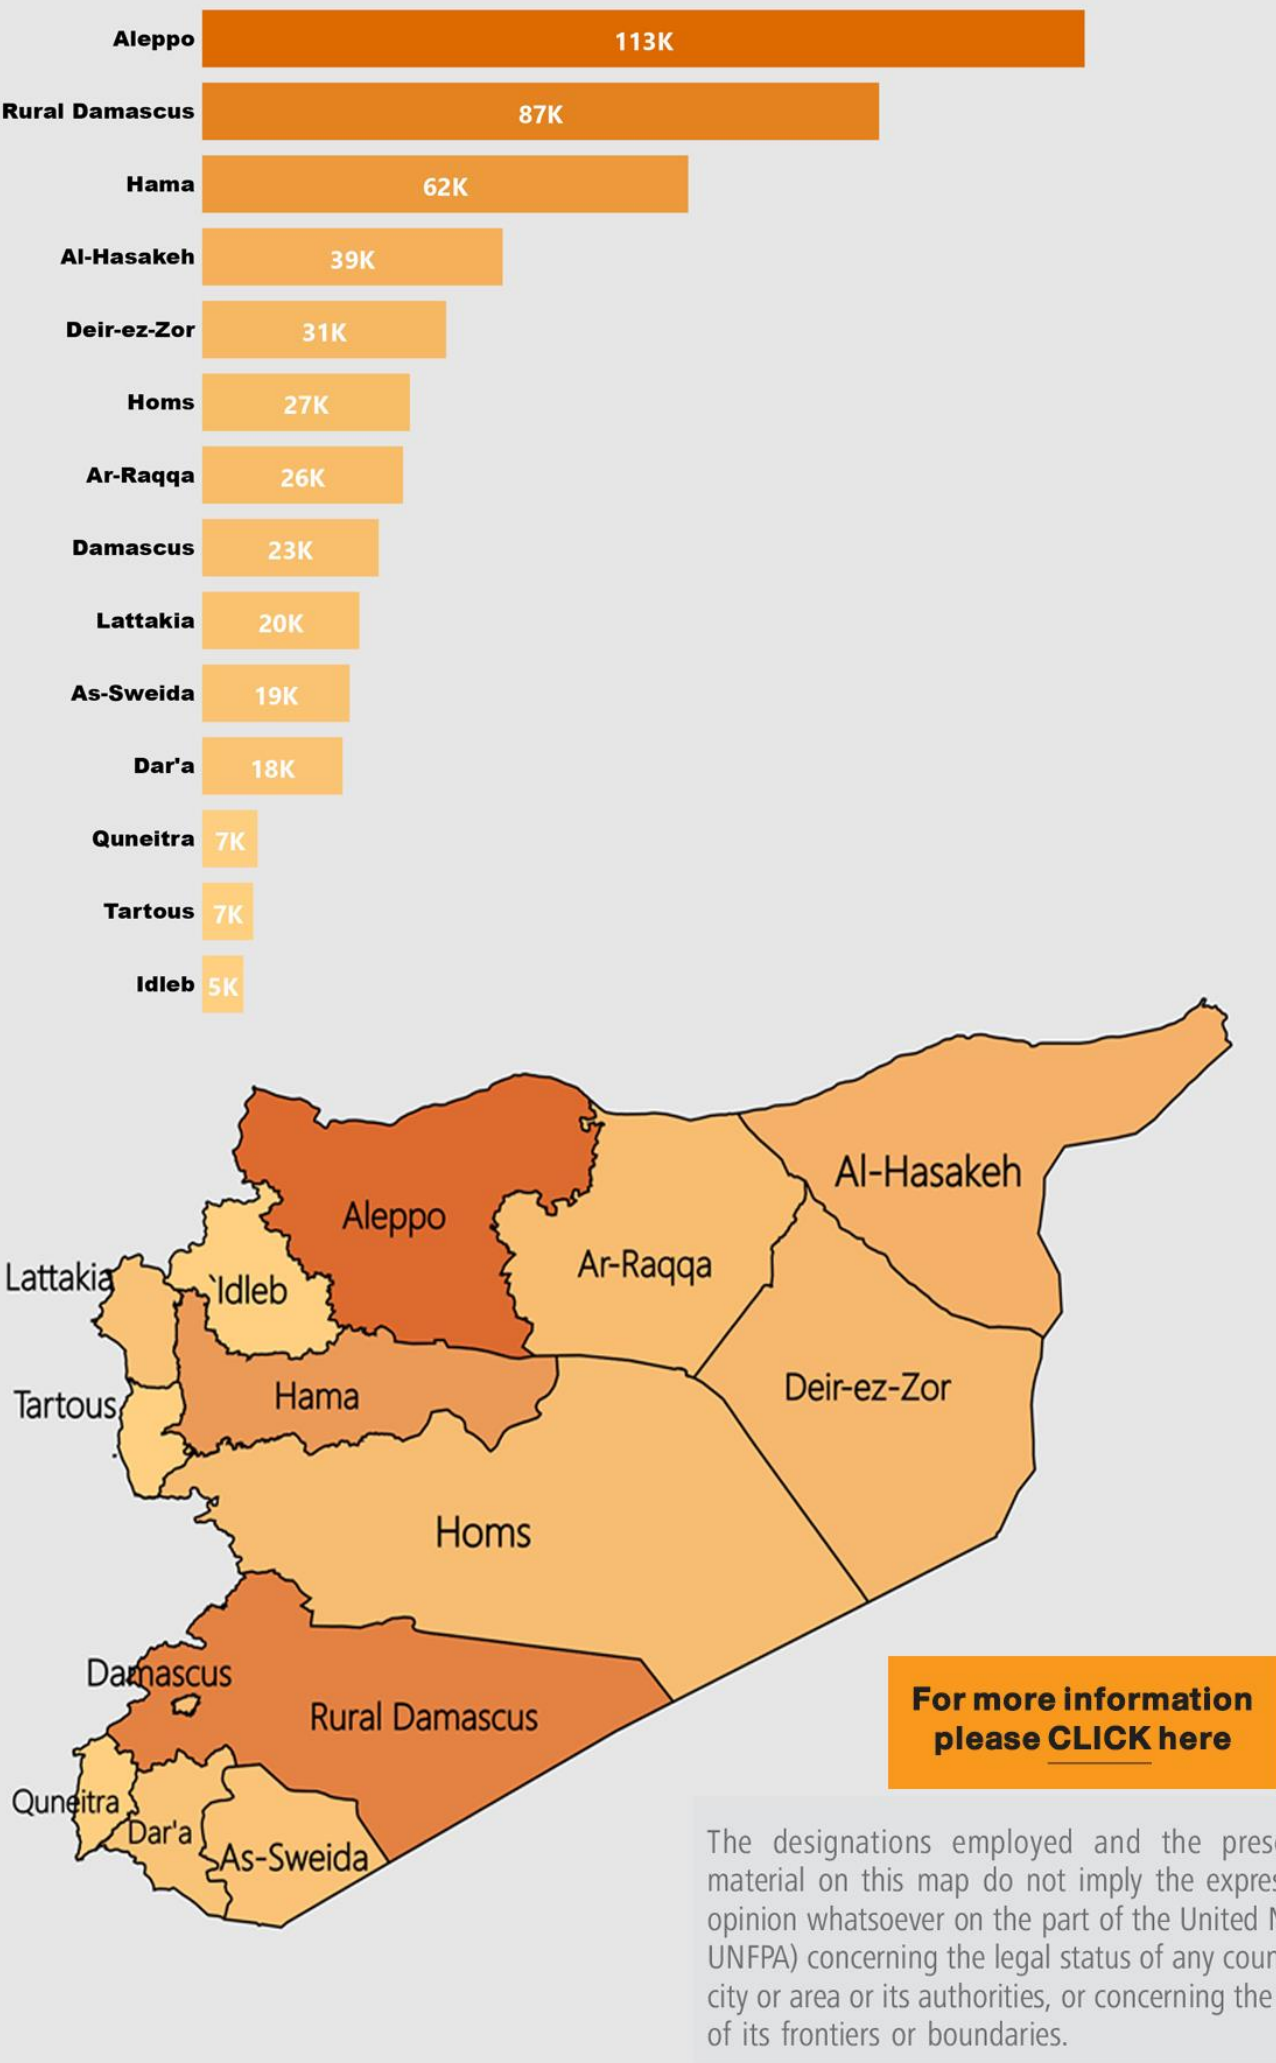 Aleppo 113K
Rural Damascus 87K
Hama 62K
Al-Hasakeh 39K
Deir-ez-Zor 31K
Homs 27K
Ar-Raqqa 26K
Damascus 23K
Lattakia 20K
As-Sweida 19K
Dar'a 18K
Quneitra 7K
Tartous 7K
Idleb 5K
Al-Hasakeh
Aleppo
Ar-Raqqa
Lattakia
`Idleb
Deir-ez-Zor
Hama
Tartous
Homs
Damascus
Rural Damascus
Quneitra
Dar'a
As-Sweida
For more information
please CLICK here
The designations employed and the
material on this map do not imply the
opinion whatsoever on the part of the United
UNFPA) concerning the legal status of any
city or area or its authorities, or concerning the
of its frontiers or boundaries.